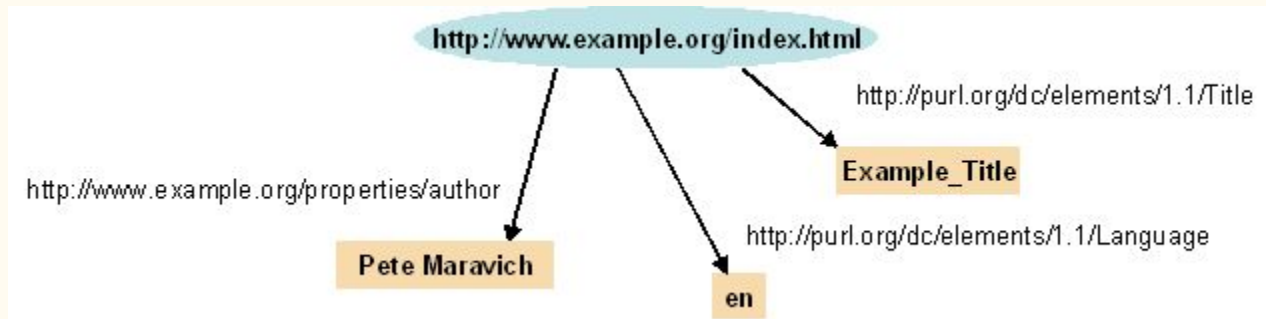 http://www.example.org/index.html
http://purl.org/dc/elements/1.1/Title
Example_Title
http://www.example.org/properties/author
http://purl.org/dc/elements/1.1/Language
Pete Maravich
en